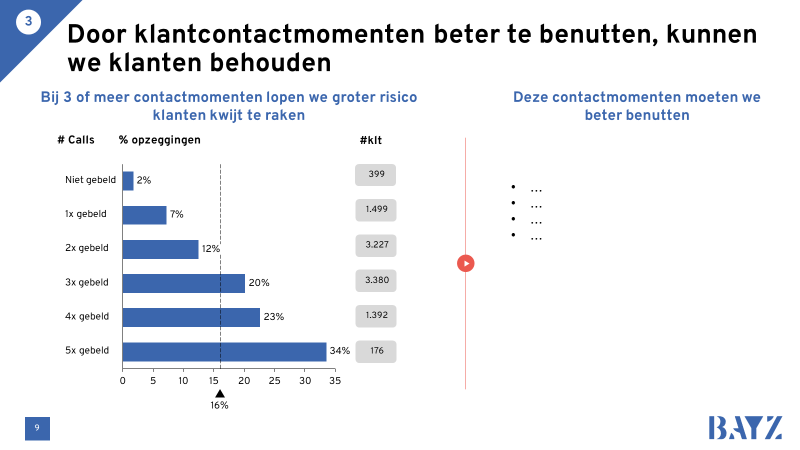 3
Door klantcontactmomenten beter te benutten, kunnen
we klanten behouden
Bij 3 of meer contactmomenten lopen we groter risico
klanten kwijt te raken
# Calls % opzeggingen #klt
Niet gebeld 2% 399
1x gebeld 7% 1.499
2x gebeld 12% 3.227
3x gebeld 20% 3.380
4x gebeld 23% 1.392
5x gebeld 34% 176
0 5 10 15 20 25 30 35
16%
Deze contactmomenten moeten we
beter benutten
• ...
• ...
• ...
• ...
9
BAYZ